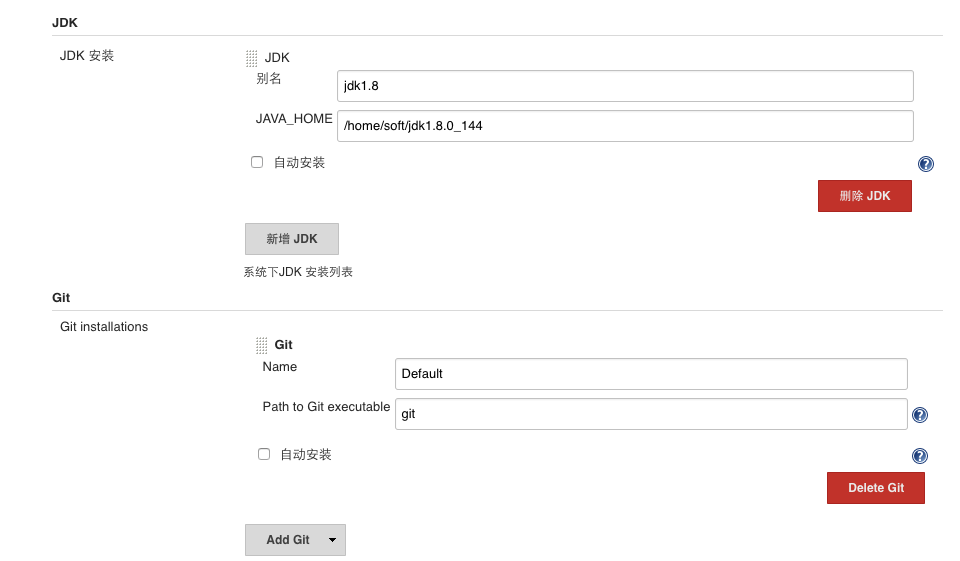 JDK
JDK 安装
JDK
别名
jdk1.8
JAVA_HOME
/home/soft/jdk1.8.0_144
自动安装
?
删除 JDK
新增 JDK
系统下JDK 安装列表
Git
Git installations
Git
Name
Default
Path to Git executable
git
?
自动安装
?
Delete Git
Add Git